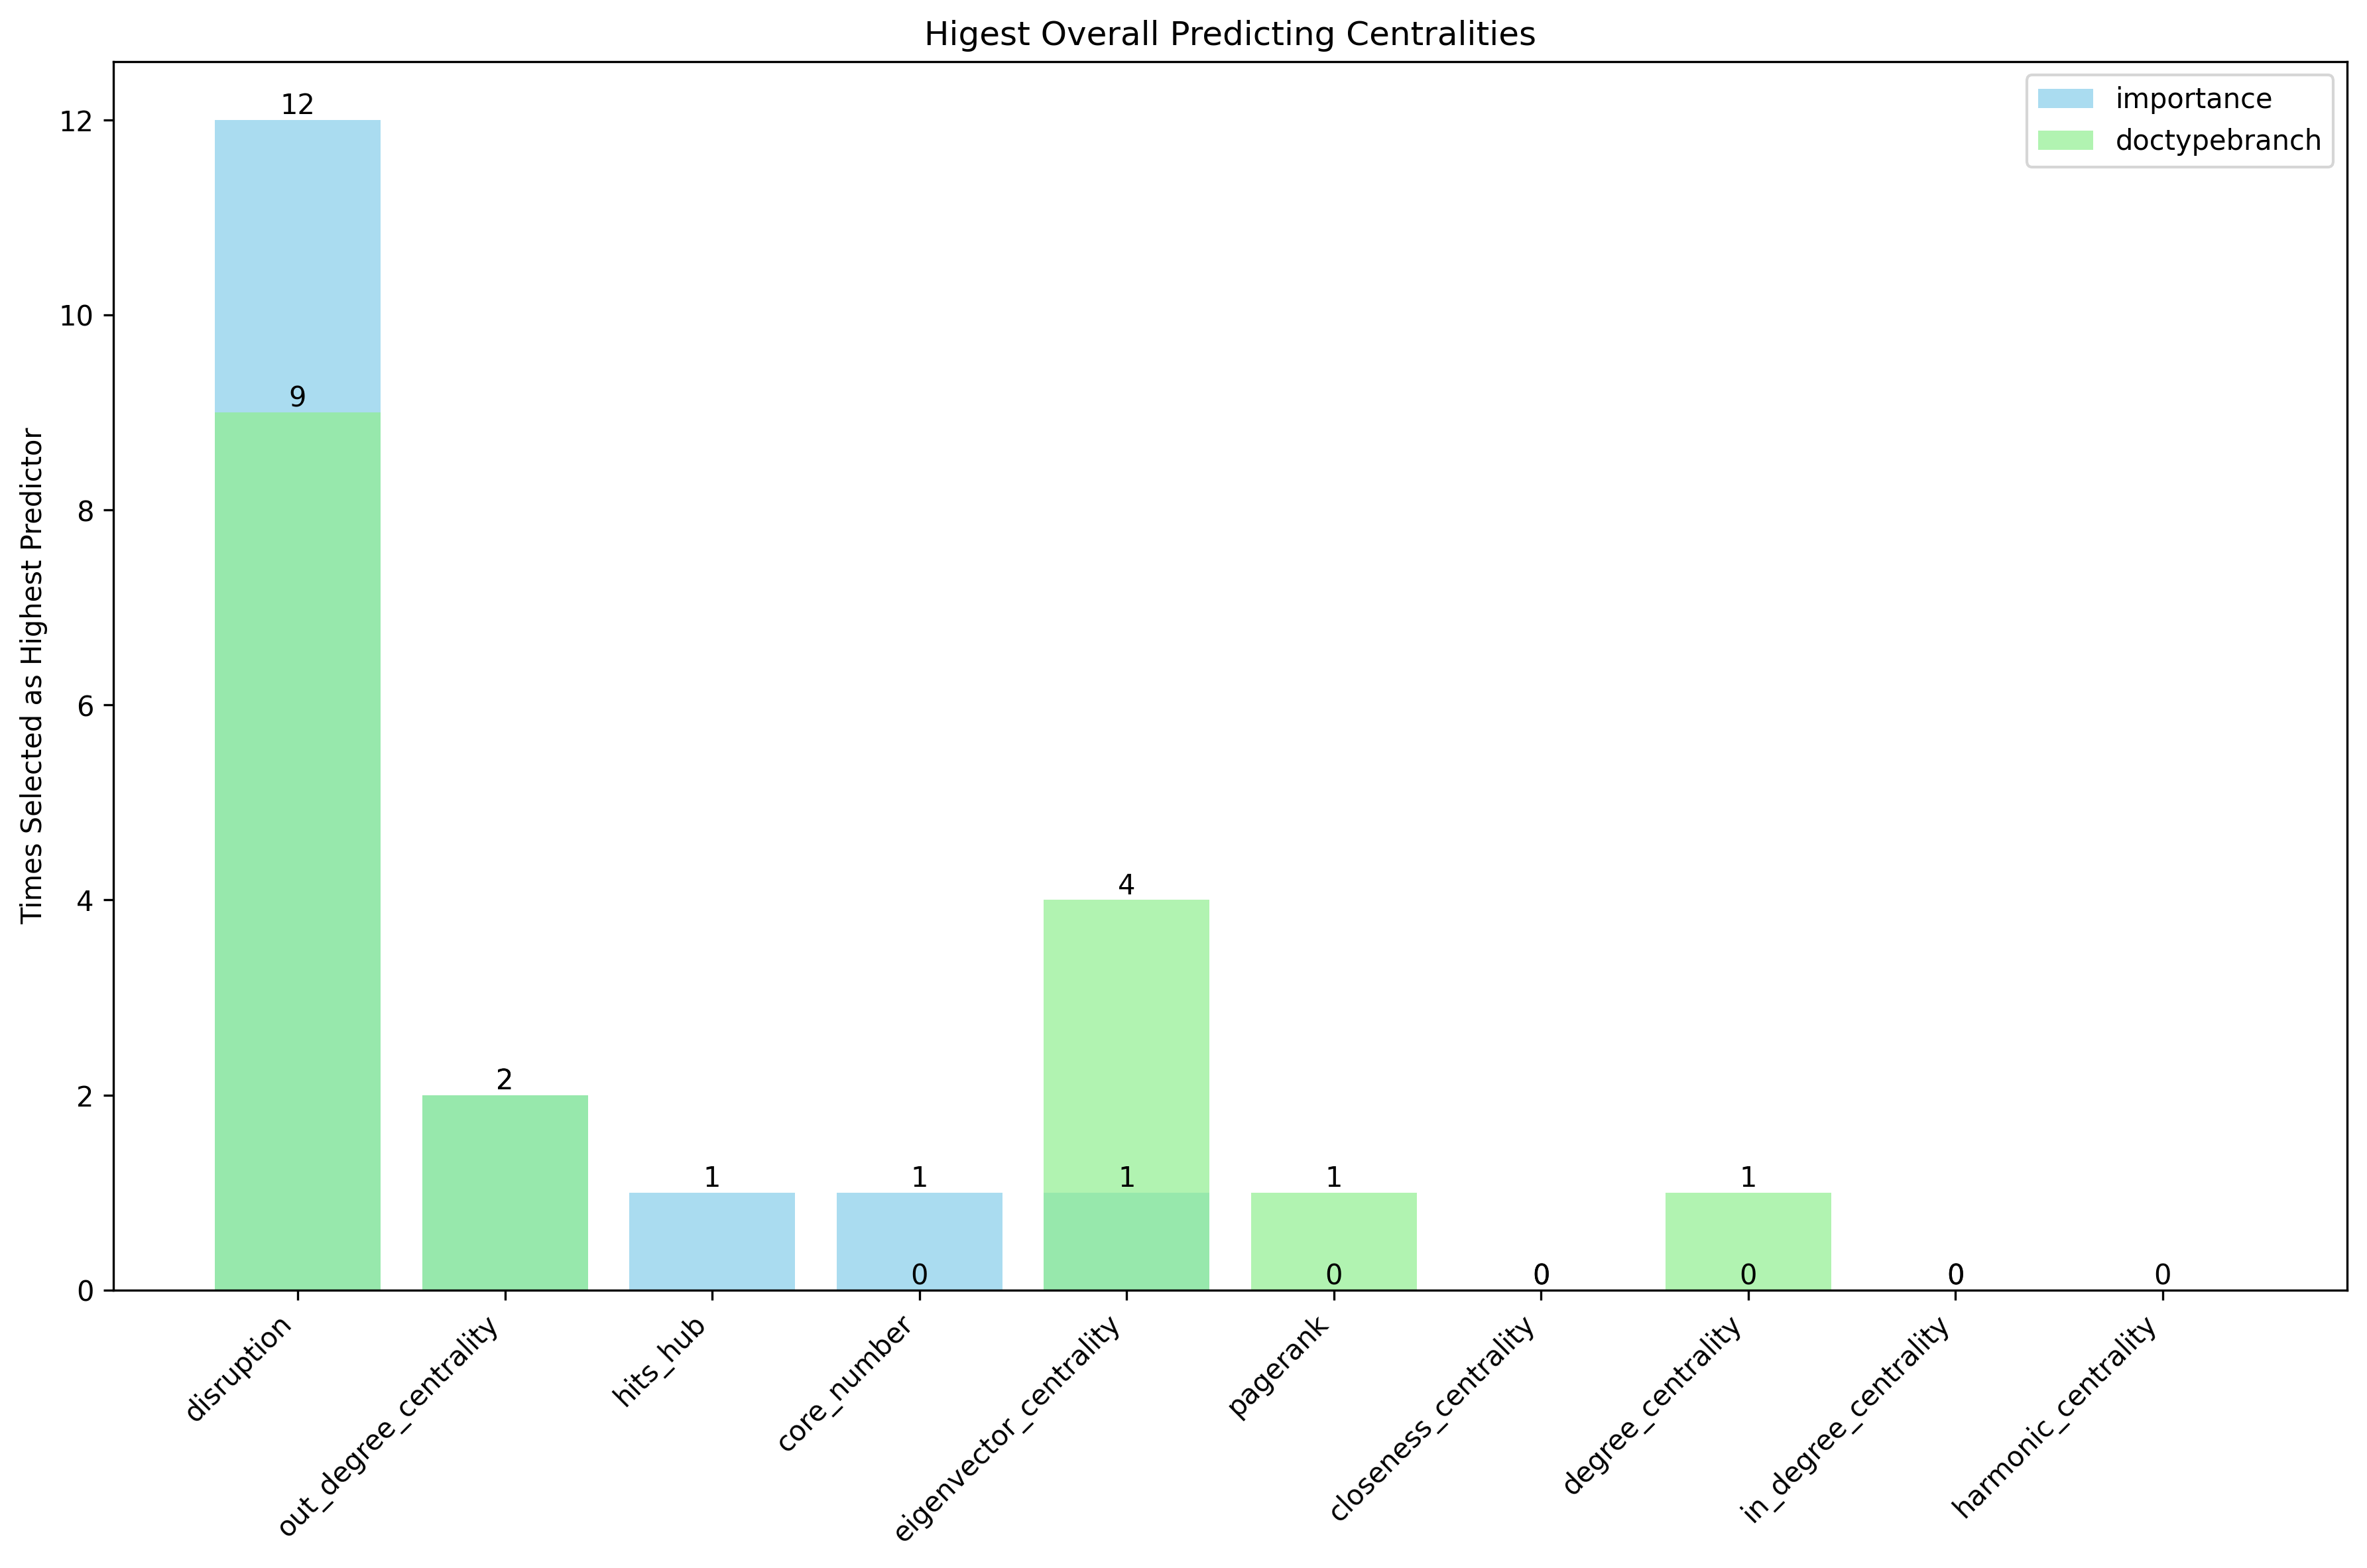 Higest Overall Predicting Centralities
importance
doctypebranch
Times Selected as Highest Predictor
12
10
8
6
4
2
0
12
9
2
1
1
0
4
1
1
0
0
1
0
0
0
disruption
out_degree_centrality
hits_hub
core_number
eigenvector_centrality
pagerank
closeness_centrality
degree_centrality
in_degree_centrality
harmonic_centrality